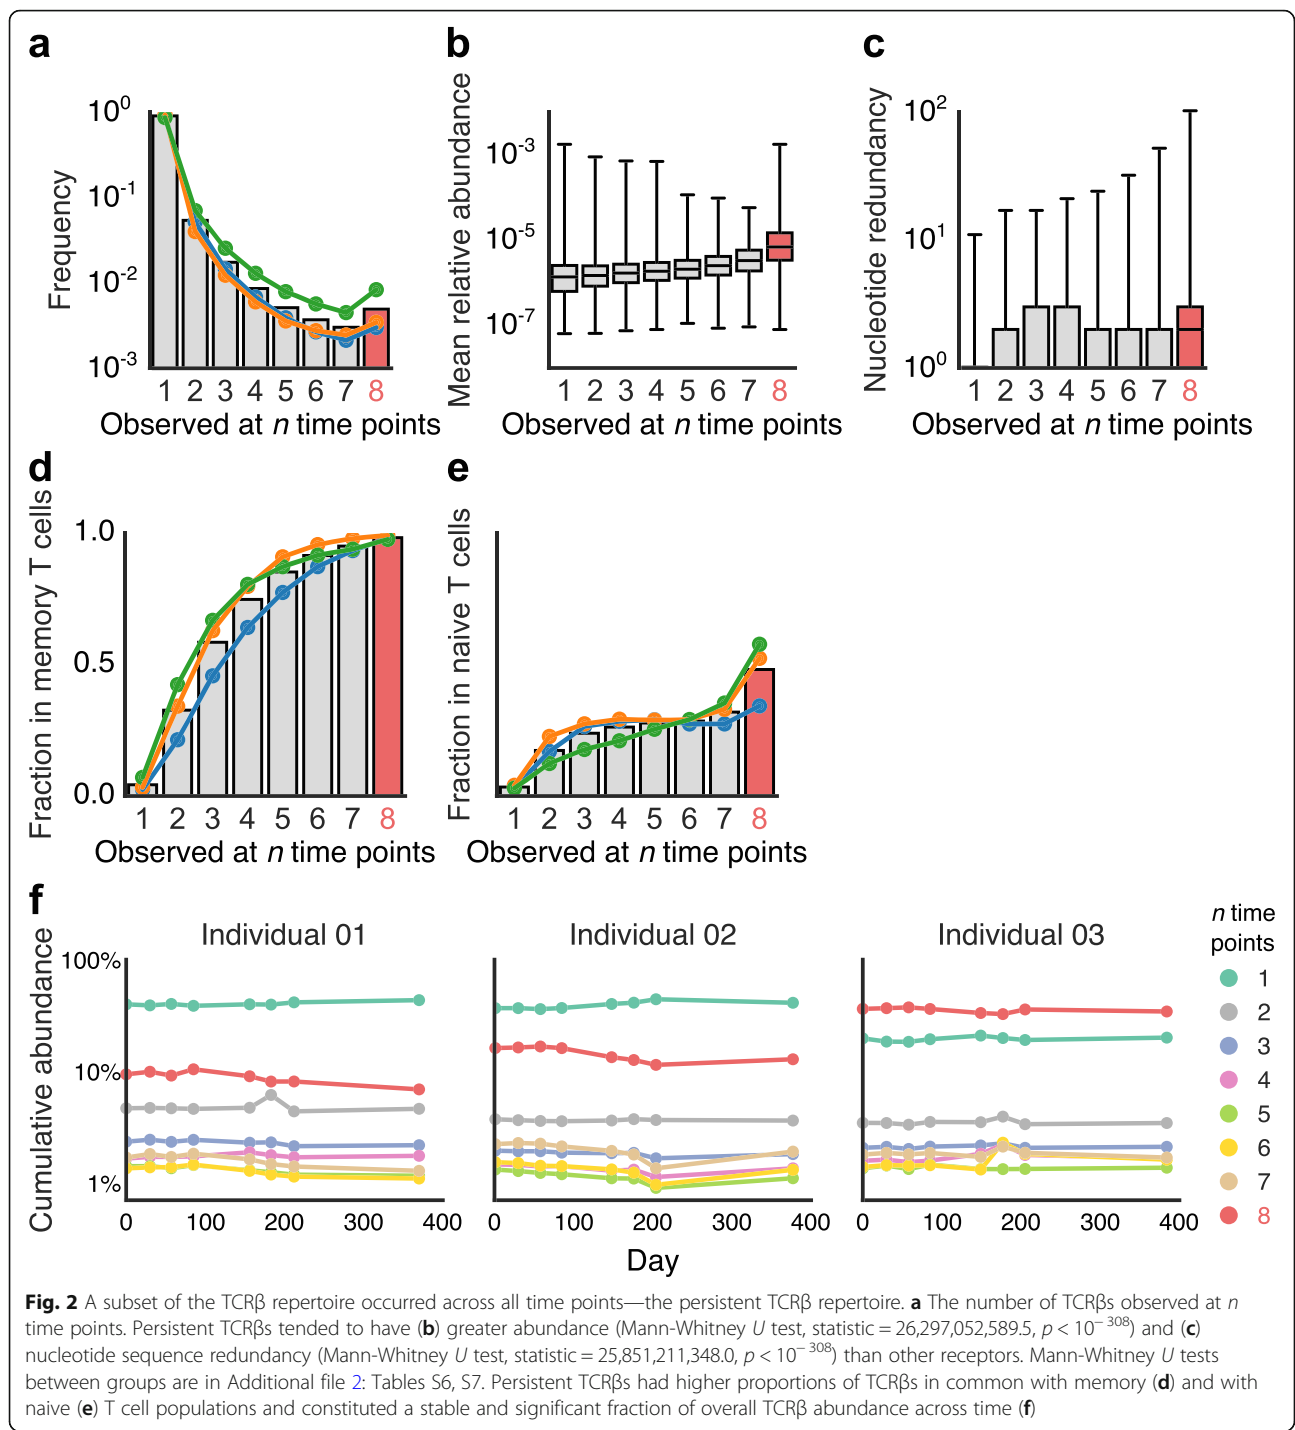 a
Frequency
10^0
10^-1
10^-2
10^-3
1 2 3 4 5 6 7 8
Observed at n time points
b
Mean relative abundance
10^-3
10^-5
10^-7
1 2 3 4 5 6 7 8
Observed at n time points
c
Nucleotide redundancy
10^2
10^1
10^0
1 2 3 4 5 6 7 8
Observed at n time points
d
Fraction in memory T cells
1.0
0.5
0.0
1 2 3 4 5 6 7 8
Observed at n time points
e
Fraction in naive T cells
1 2 3 4 5 6 7 8
Observed at n time points
f
Cumulative abundance
Individual 01
Individual 02
Individual 03
100%
10%
1%
0 100 200 300 400
0 100 200 300 400
0 100 200 300 400
Day
n time
points
1
2
3
4
5
6
7
8
Fig. 2 A subset of the TCRβ repertoire occurred across all time points—the persistent TCRβ repertoire. a The number of TCRβs observed at n
time points. Persistent TCRβs tended to have (b) greater abundance (Mann-Whitney U test, statistic = 26,297,052,589.5, p < 10^−308) and (c)
nucleotide sequence redundancy (Mann-Whitney U test, statistic = 25,851,211,348.0, p < 10^−308) than other receptors. Mann-Whitney U tests
between groups are in Additional file 2: Tables S6, S7. Persistent TCRβs had higher proportions of TCRβs in common with memory (d) and with
naive (e) T cell populations and constituted a stable and significant fraction of overall TCRβ abundance across time (f)